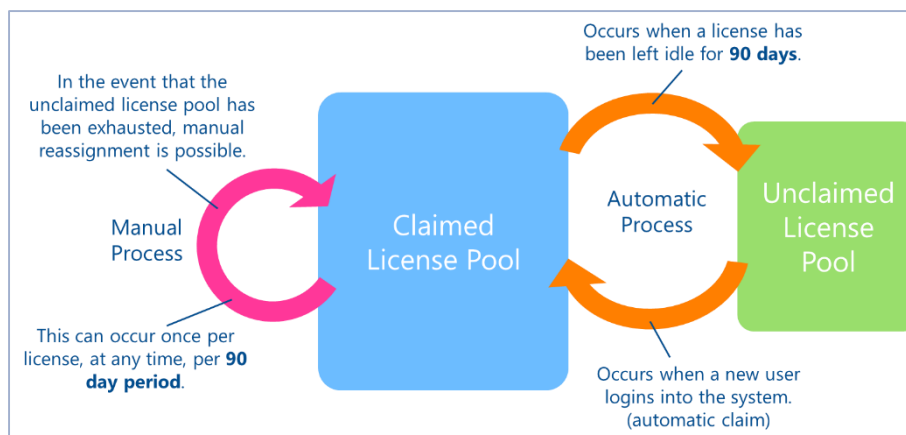 In the event that the
unclaimed license pool has
been exhausted, manual
reassignment is possible.
Manual
Process
This can occur once per
license, at any time, per 90
day period.
Claimed
License Pool
Occurs when a license has
been left idle for 90 days.
Automatic
Process
Occurs when a new user
logins into the system.
(automatic claim)
Unclaimed
License
Pool